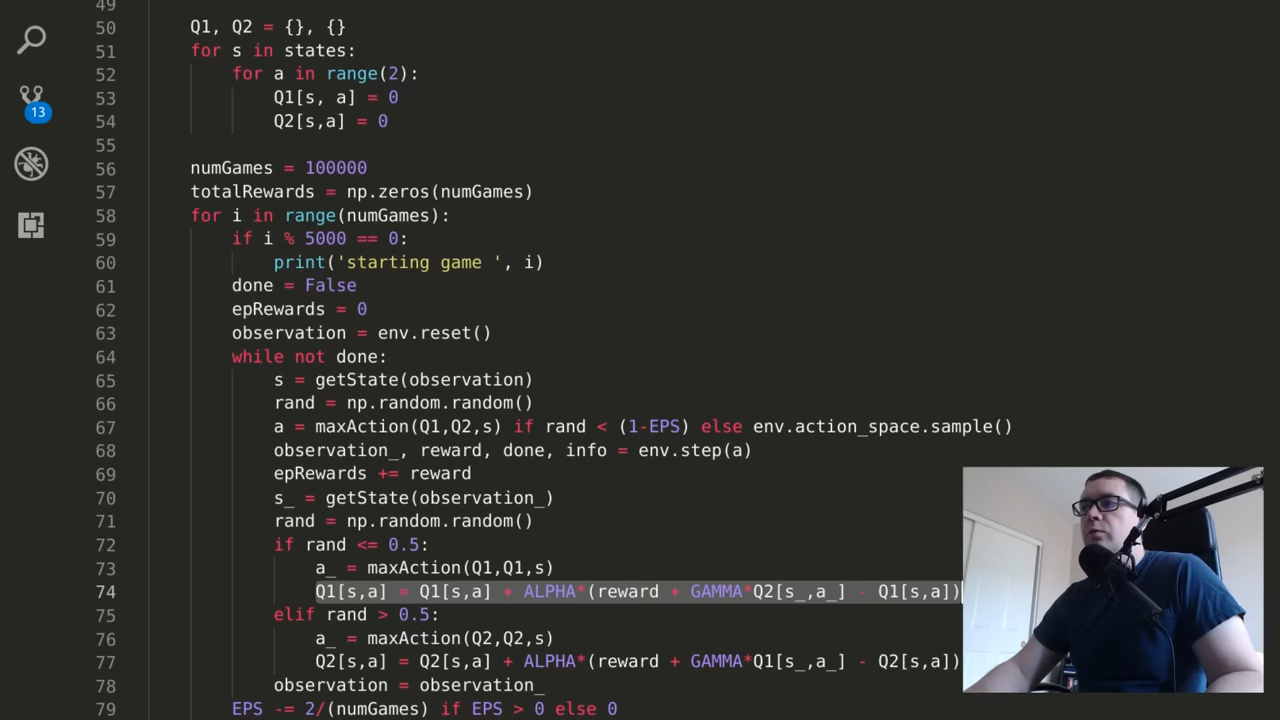 49
50 Q1, Q2 = {}, {}
51 for s in states:
52 for a in range(2):
53 Q1[s, a] = 0
54 Q2[s,a] = 0
55
56 numGames = 100000
57 totalRewards = np.zeros(numGames)
58 for i in range(numGames):
59 if i % 5000 == 0:
60 print('starting game ', i)
61 done = False
62 epRewards = 0
63 observation = env.reset()
64 while not done:
65 s = getState(observation)
66 rand = np.random.random()
67 a = maxAction(Q1,Q2,s) if rand < (1-EPS) else env.action_space.sample()
68 observation_, reward, done, info = env.step(a)
69 epRewards += reward
70 s_ = getState(observation_)
71 rand = np.random.random()
72 if rand <= 0.5:
73 a_ = maxAction(Q1,Q1,s)
74 Q1[s,a] = Q1[s,a] + ALPHA*(reward + GAMMA*Q2[s_,a_] - Q1[s,a])
75 elif rand > 0.5:
76 a_ = maxAction(Q2,Q2,s)
77 Q2[s,a] = Q2[s,a] + ALPHA*(reward + GAMMA*Q1[s_,a_] - Q2[s,a])
78 observation = observation_
79 EPS -= 2/(numGames) if EPS > 0 else 0
13